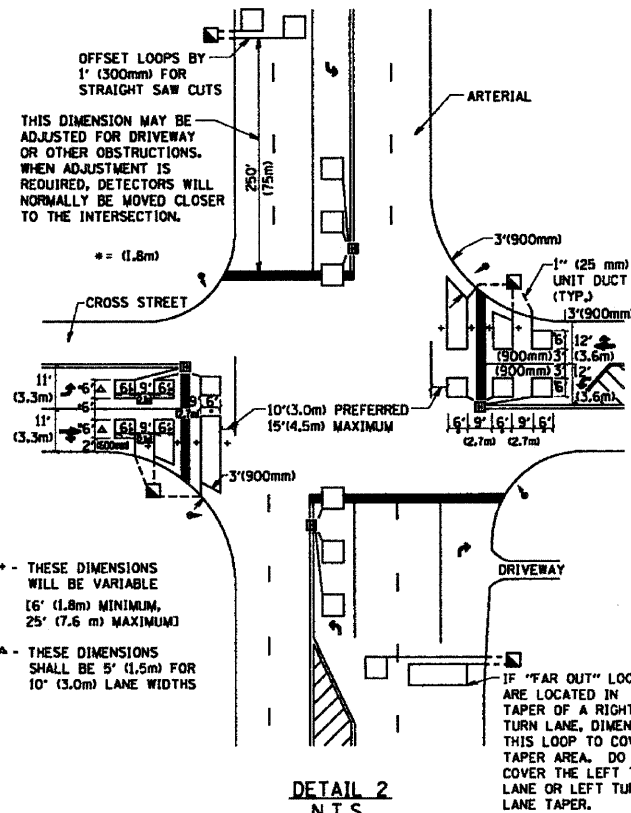 OFFSET LOOPS BY
1' (300mm) FOR
STRAIGHT SAW CUTS
THIS DIMENSION MAY BE
ADJUSTED FOR DRIVEWAY
OR OTHER OBSTRUCTIONS.
WHEN ADJUSTMENT IS
REQUIRED, DETECTORS WILL
NORMALLY BE MOVED CLOSER
TO THE INTERSECTION.
250'
(75m)
ARTERIAL
* = (1.8m)
3'(900mm)
1" (25 mm)
UNIT DUCT
(TYP.)
3'(900mm)
CROSS STREET
6'
12'
(3.6m)
(900mm) 3'
(900mm) 3'
12'
6'
(3.6m)
11'
(3.3m)
6'
6'
9'
6'
9'
6'
(2.7m)
6'
11'
(3.3m)
6'
6'
9'
6'
2'
(600mm)
10'(3.0m) PREFERRED
15'(4.5m) MAXIMUM
6' 9' 6' 9' 6'
(2.7m) (2.7m)
3'(900mm)
DRIVEWAY
+ - THESE DIMENSIONS
WILL BE VARIABLE
[6' (1.8m) MINIMUM,
25' (7.6 m) MAXIMUM]
▲ - THESE DIMENSIONS
SHALL BE 5' (1.5m) FOR
10' (3.0m) LANE WIDTHS
IF "FAR OUT" LOO
ARE LOCATED IN
TAPER OF A RIGHT
TURN LANE, DIMEN
THIS LOOP TO COV
TAPER AREA. DO
COVER THE LEFT T
LANE OR LEFT TU
LANE TAPER.
DETAIL 2
N.T.S.